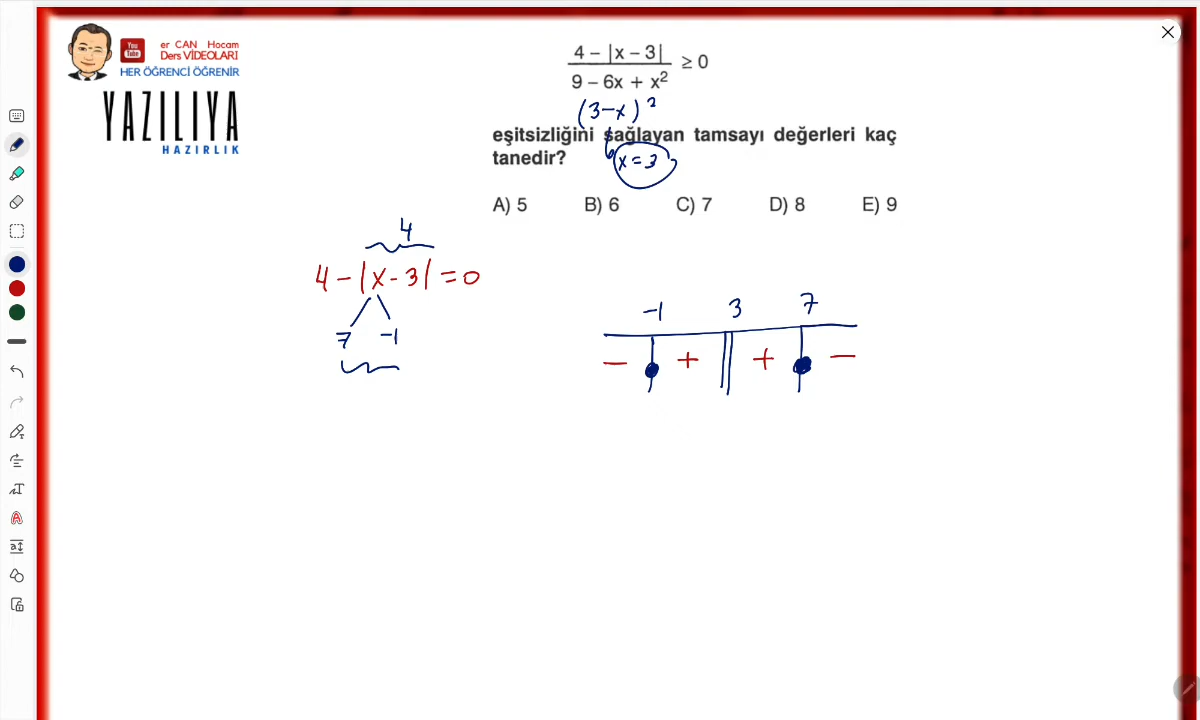 er CAN Hocam
You Tube
Ders VİDEOLARI
HER ÖĞRENCİ ÖĞRENİR
YAZILIYA
HAZIRLIK
4 – |x – 3|
9 – 6x + x²
≥ 0
(3-x)²
eşitsizliğini sağlayan tamsayı değerleri kaç
tanedir?
x = 3
A) 5 B) 6 C) 7 D) 8 E) 9
4
4 - |x - 3| = 0
7 -1
-1 3 7
- + + -